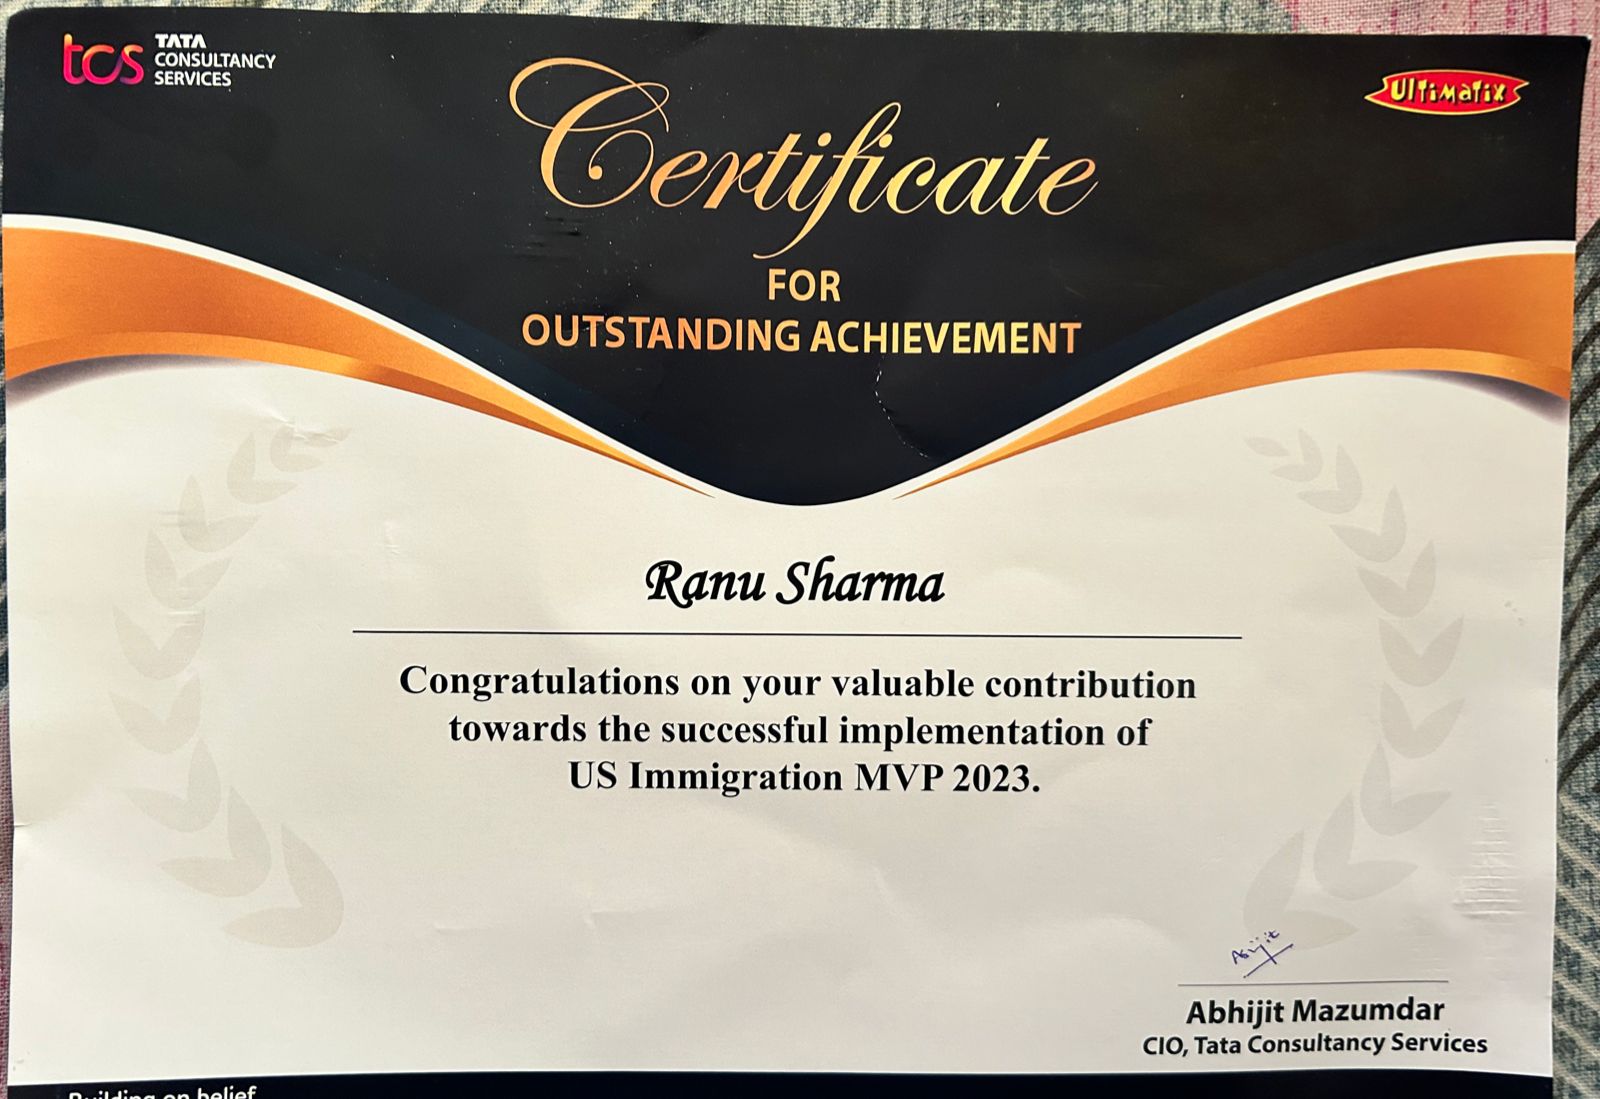 tcs TATA
CONSULTANCY
SERVICES
Ultimatix
Certificate
FOR
OUTSTANDING ACHIEVEMENT
Ranu Sharma
Congratulations on your valuable contribution
towards the successful implementation of
US Immigration MVP 2023.
Abhijit
Abhijit Mazumdar
CIO, Tata Consultancy Services
Building on belief